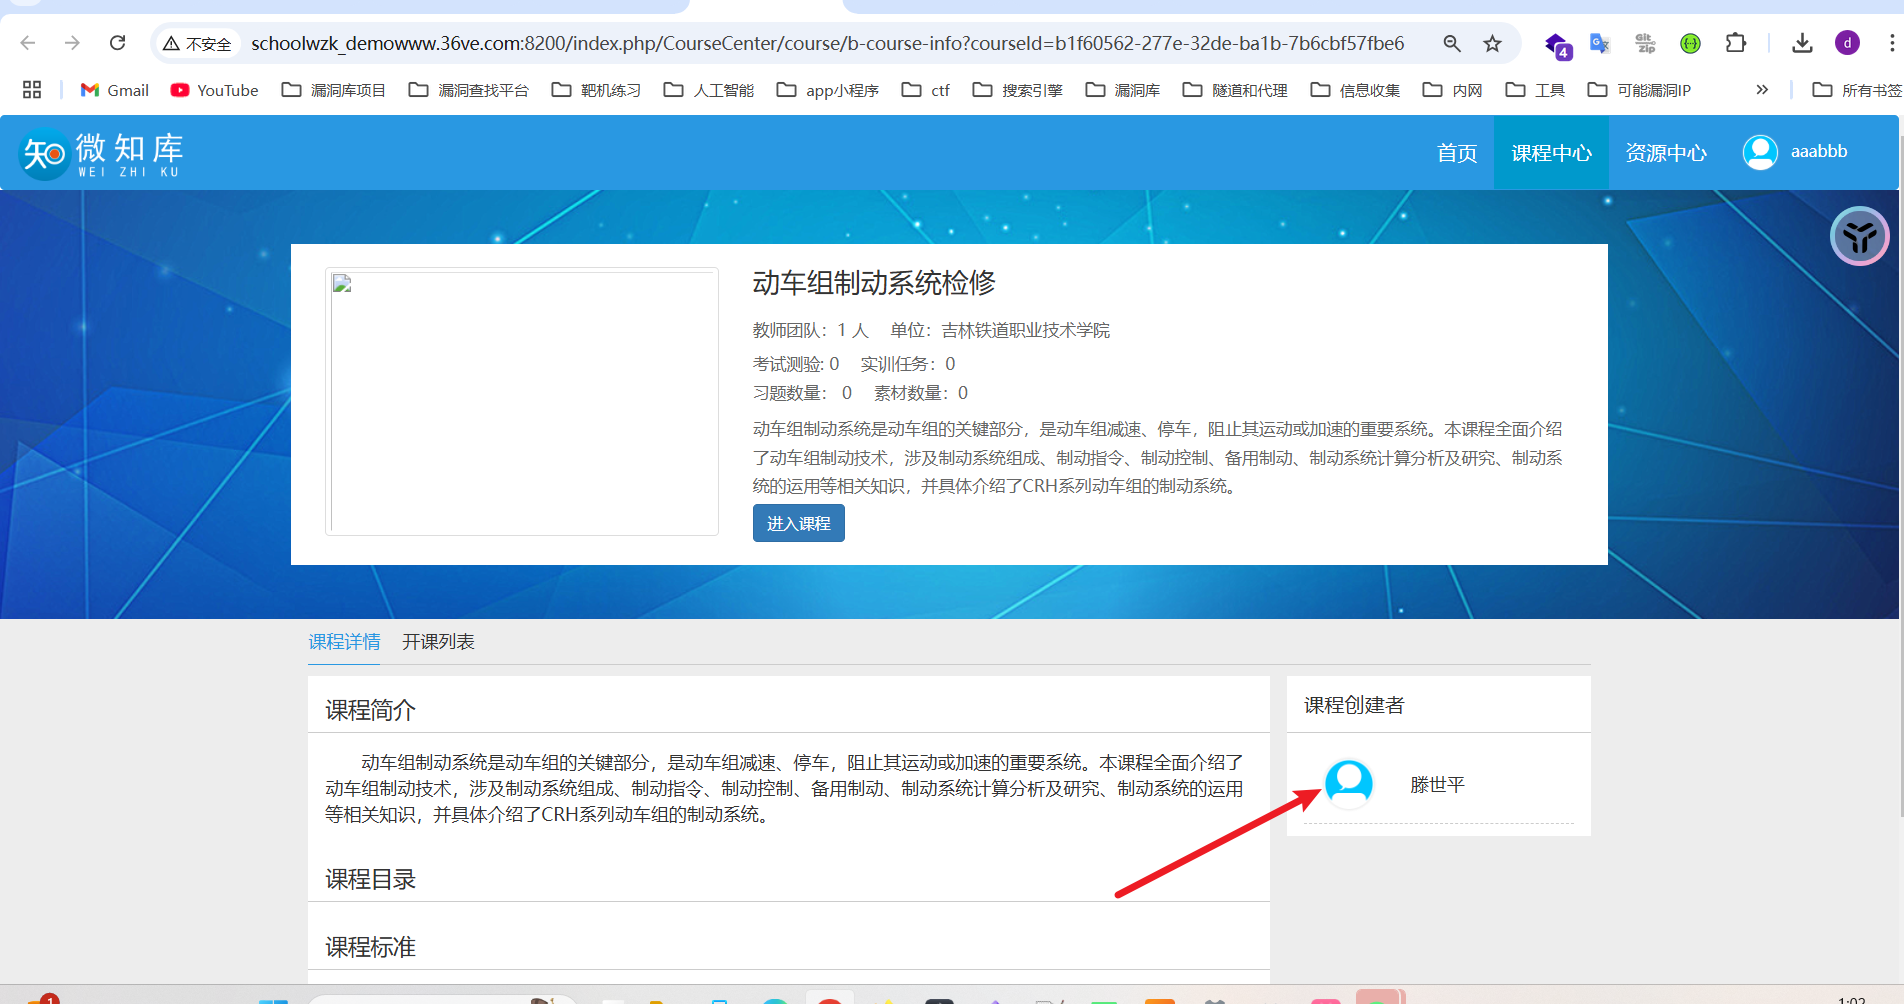 不安全 schoolwzk_demowww.36ve.com:8200/index.php/CourseCenter/course/b-course-info?courseId=b1f60562-277e-32de-ba1b-7b6cbf57fbe6 4 G Git zip d
Gmail YouTube 漏洞库项目 漏洞查找平台 靶机练习 人工智能 app小程序 ctf 搜索引擎 漏洞库 隧道和代理 信息收集 内网 工具 可能漏洞IP » 所有书签
知 微知库 首页 课程中心 资源中心 aaabbb
WEI ZHI KU
动车组制动系统检修
教师团队：1 人 单位：吉林铁道职业技术学院
考试测验: 0 实训任务：0
习题数量： 0 素材数量：0
动车组制动系统是动车组的关键部分，是动车组减速、停车，阻止其运动或加速的重要系统。本课程全面介绍
了动车组制动技术，涉及制动系统组成、制动指令、制动控制、备用制动、制动系统计算分析及研究、制动系
统的运用等相关知识，并具体介绍了CRH系列动车组的制动系统。
进入课程
课程详情 开课列表
课程简介
动车组制动系统是动车组的关键部分，是动车组减速、停车，阻止其运动或加速的重要系统。本课程全面介绍了
动车组制动技术，涉及制动系统组成、制动指令、制动控制、备用制动、制动系统计算分析及研究、制动系统的运用
等相关知识，并具体介绍了CRH系列动车组的制动系统。
课程目录
课程标准
课程创建者
滕世平
1